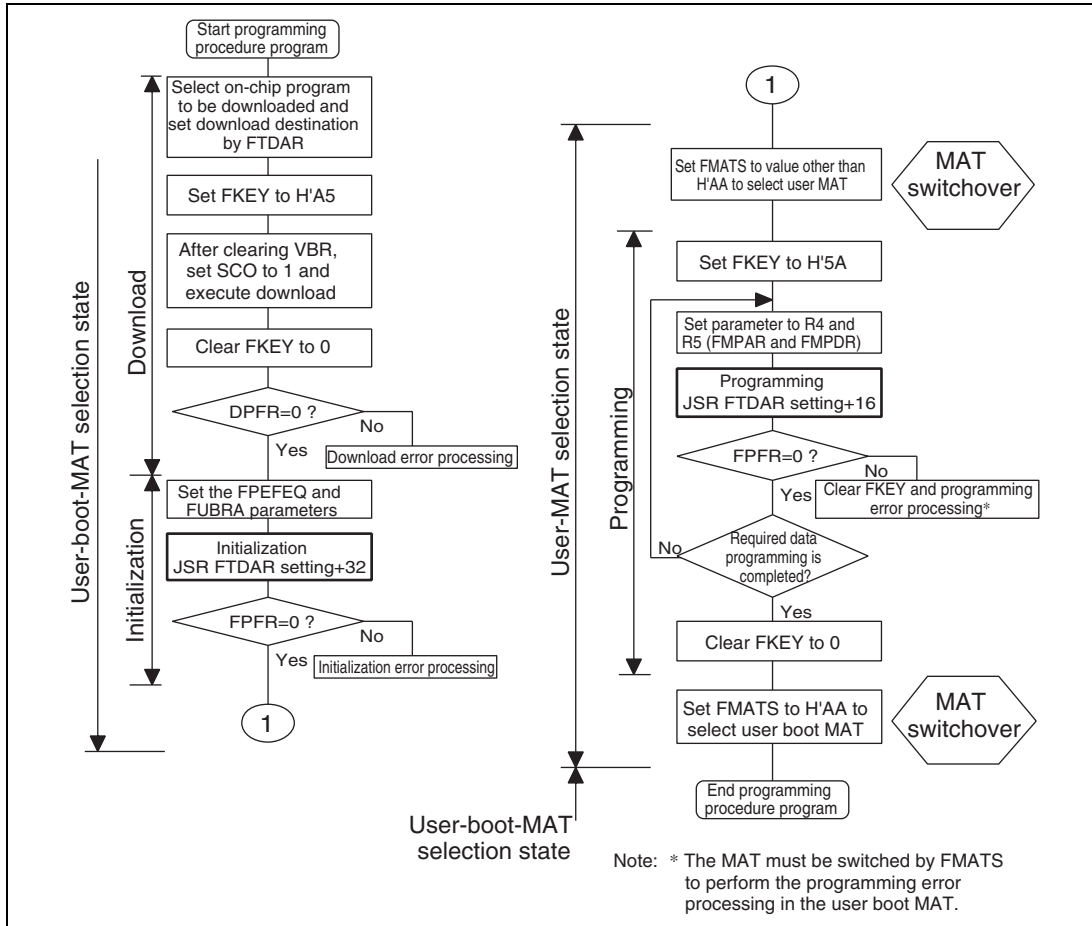 Start programming
procedure program
Select on-chip program
to be downloaded and
set download destination
by FTDAR
Set FKEY to H'A5
After clearing VBR,
set SCO to 1 and
execute download
Clear FKEY to 0
DPFR=0 ?
No
Yes
Download error processing
Set the FPEFEQ and
FUBRA parameters
Initialization
JSR FTDAR setting+32
FPFR=0 ?
No
Yes
Initialization error processing
1
Download
Initialization
User-boot-MAT selection state
1
Set FMATS to value other than
H'AA to select user MAT
MAT
switchover
Set FKEY to H'5A
Set parameter to R4 and
R5 (FMPAR and FMPDR)
Programming
JSR FTDAR setting+16
FPFR=0 ?
No
Yes
Clear FKEY and programming
error processing*
Required data
programming is
completed?
No
Yes
Clear FKEY to 0
Set FMATS to H'AA to
select user boot MAT
MAT
switchover
End programming
procedure program
Programming
User-MAT selection state
User-boot-MAT
selection state
Note: * The MAT must be switched by FMATS
to perform the programming error
processing in the user boot MAT.